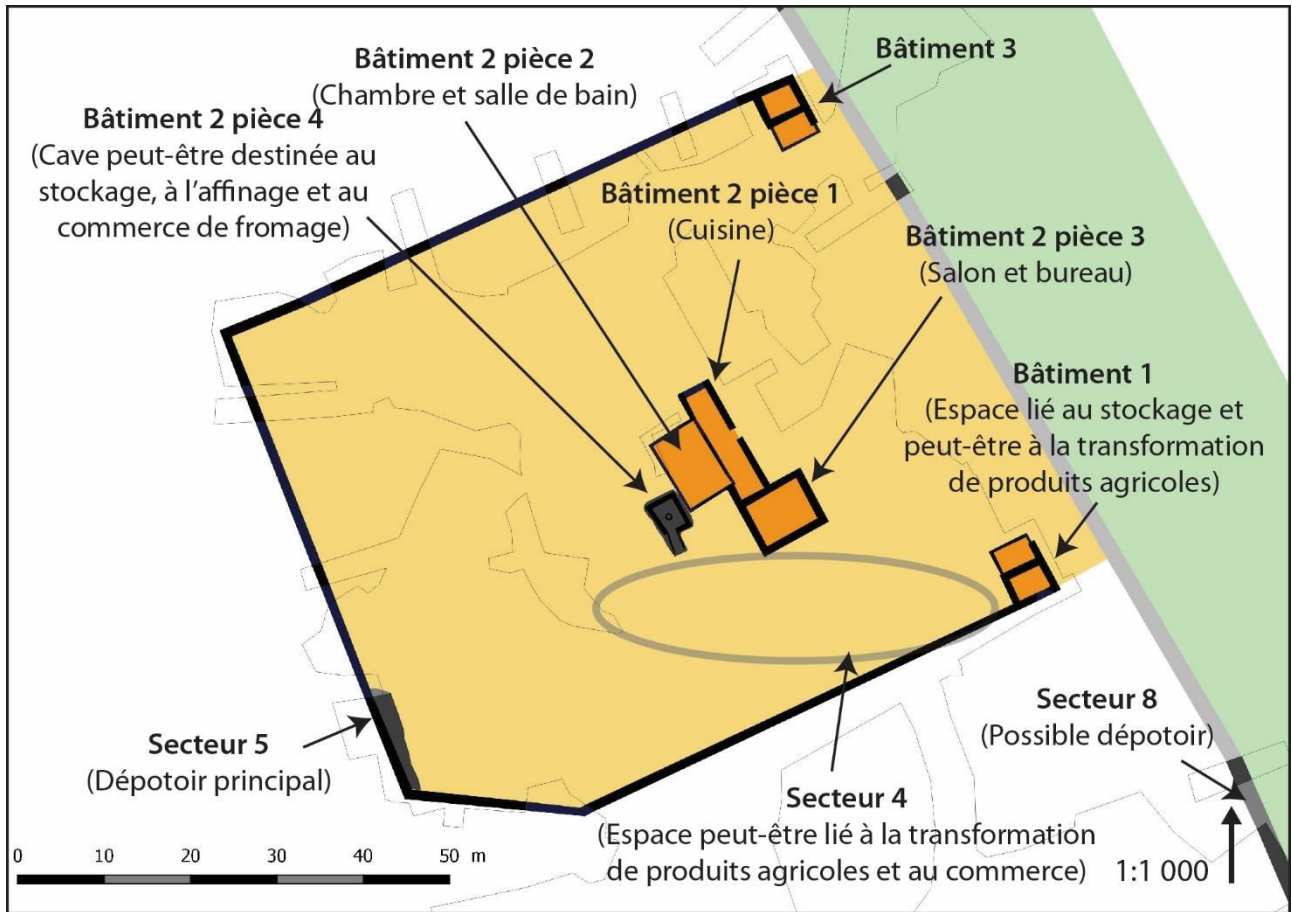 Bâtiment 3
Bâtiment 2 pièce 2
(Chambre et salle de bain)
Bâtiment 2 pièce 4
(Cave peut-être destinée au
stockage, à l'affinage et au
commerce de fromage)
Bâtiment 2 pièce 1
(Cuisine)
Bâtiment 2 pièce 3
(Salon et bureau)
Bâtiment 1
(Espace lié au stockage et
peut-être à la transformation
de produits agricoles)
Secteur 5
(Dépotoir principal)
Secteur 8
(Possible dépotoir)
Secteur 4
(Espace peut-être lié à la transformation
de produits agricoles et au commerce)
0 10 20 30 40 50 m
1:1 000